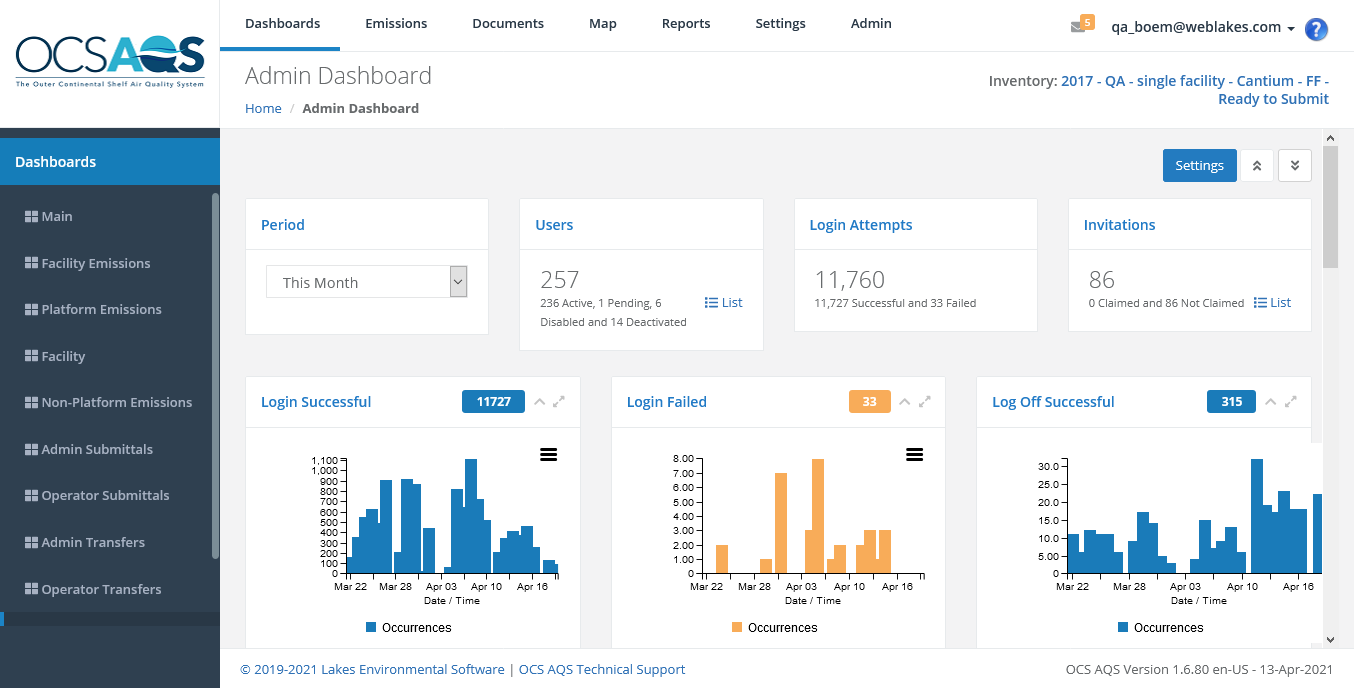 OCSAQS
The Outer Continental Shelf Air Quality System
Dashboards
Emissions
Documents
Map
Reports
Settings
Admin
5
qa_boem@weblakes.com
?
Admin Dashboard
Home / Admin Dashboard
Inventory: 2017 - QA - single facility - Cantium - FF -
Ready to Submit
Dashboards
Main
Facility Emissions
Platform Emissions
Facility
Non-Platform Emissions
Admin Submittals
Operator Submittals
Admin Transfers
Operator Transfers
Settings
Period
This Month
Users
257
236 Active, 1 Pending, 6
Disabled and 14 Deactivated
List
Login Attempts
11,760
11,727 Successful and 33 Failed
Invitations
86
0 Claimed and 86 Not Claimed
List
Login Successful
11727
1,100
1,000
900
800
700
600
500
400
300
200
100
0
Mar 22
Mar 28
Apr 03
Apr 10
Apr 16
Date / Time
Occurrences
Login Failed
33
8.00
7.00
6.00
5.00
4.00
3.00
2.00
1.00
0
Mar 22
Mar 28
Apr 03
Apr 10
Apr 16
Date / Time
Occurrences
Log Off Successful
315
30.0
25.0
20.0
15.0
10.0
5.00
0
Mar 22
Mar 28
Apr 03
Apr 10
Apr 16
Date / Time
Occurrences
© 2019-2021 Lakes Environmental Software | OCS AQS Technical Support
OCS AQS Version 1.6.80 en-US - 13-Apr-2021